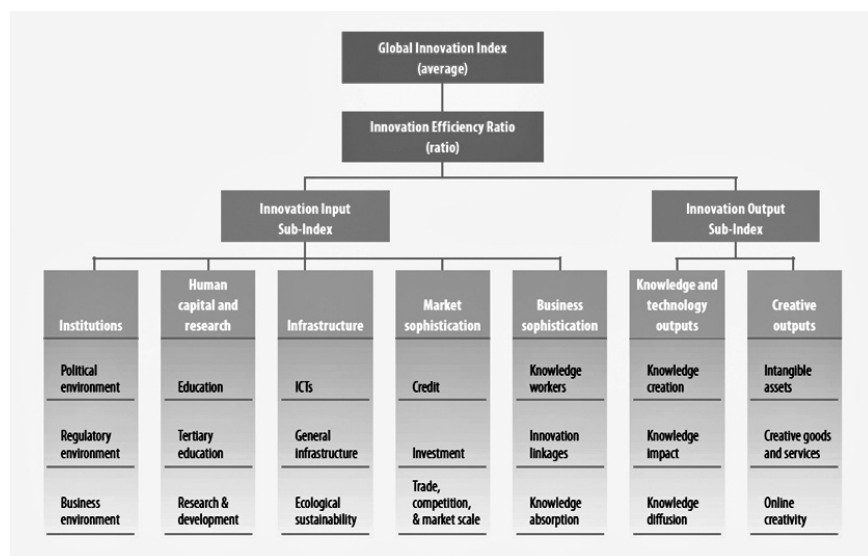 Global Innovation Index
(average)
Innovation Efficiency Ratio
(ratio)
Innovation Input
Sub-Index
Innovation Output
Sub-Index
Institutions
Human
capital and
research
Infrastructure
Market
sophistication
Business
sophistication
Knowledge and
technology
outputs
Creative
outputs
Political
environment
Education
ICTs
Credit
Knowledge
workers
Knowledge
creation
Intangible
assets
Regulatory
environment
Tertiary
education
General
infrastructure
Investment
Innovation
linkages
Knowledge
impact
Creative goods
and services
Business
environment
Research &
development
Ecological
sustainability
Trade,
competition,
& market scale
Knowledge
absorption
Knowledge
diffusion
Online
creativity